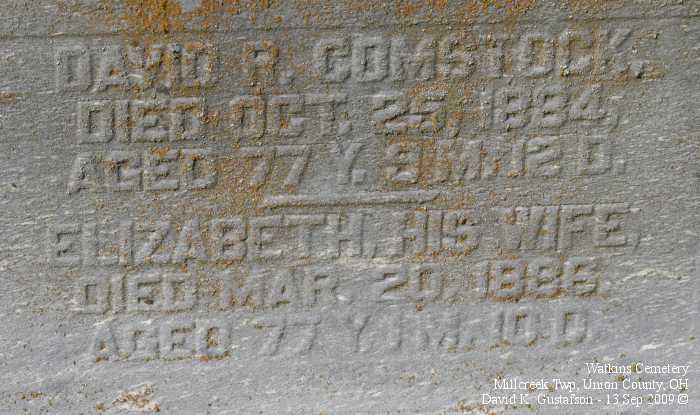 DAVID R. COMSTOCK,
DIED OCT. 25, 1884,
AGED 77 Y. 9 M. 12 D.
ELIZABETH, HIS WIFE,
DIED MAR. 20, 1886.
AGED 77 Y 1 M. 10 D.
Watkins Cemetery
Millcreek Twp, Union County, OH
David K. Gustafson - 13 Sep 2009 ©